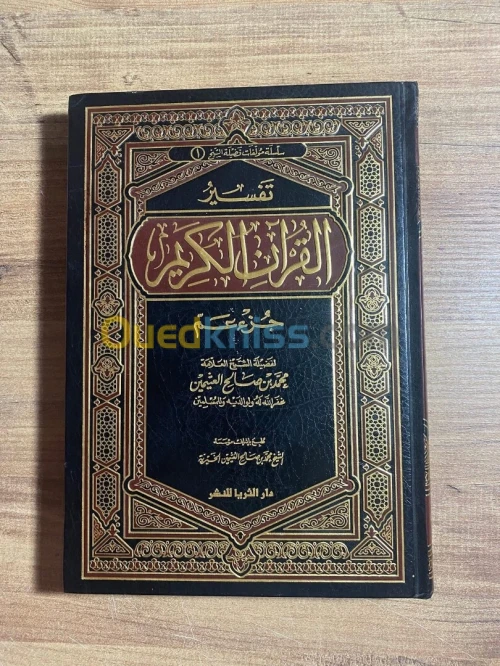 سلسلة مؤلفات فضيلة الشيخ ١
تفسير
القرآن الكريم
جزء عم
Ouedkniss.com
لفضيلة الشيخ العلامة
محمد بن صالح العثيمين
غفر الله له ولوالديه وللمسلمين
طبع بإشراف مؤسسة
الشيخ محمد بن صالح العثيمين الخيرية
دار الثريا للنشر